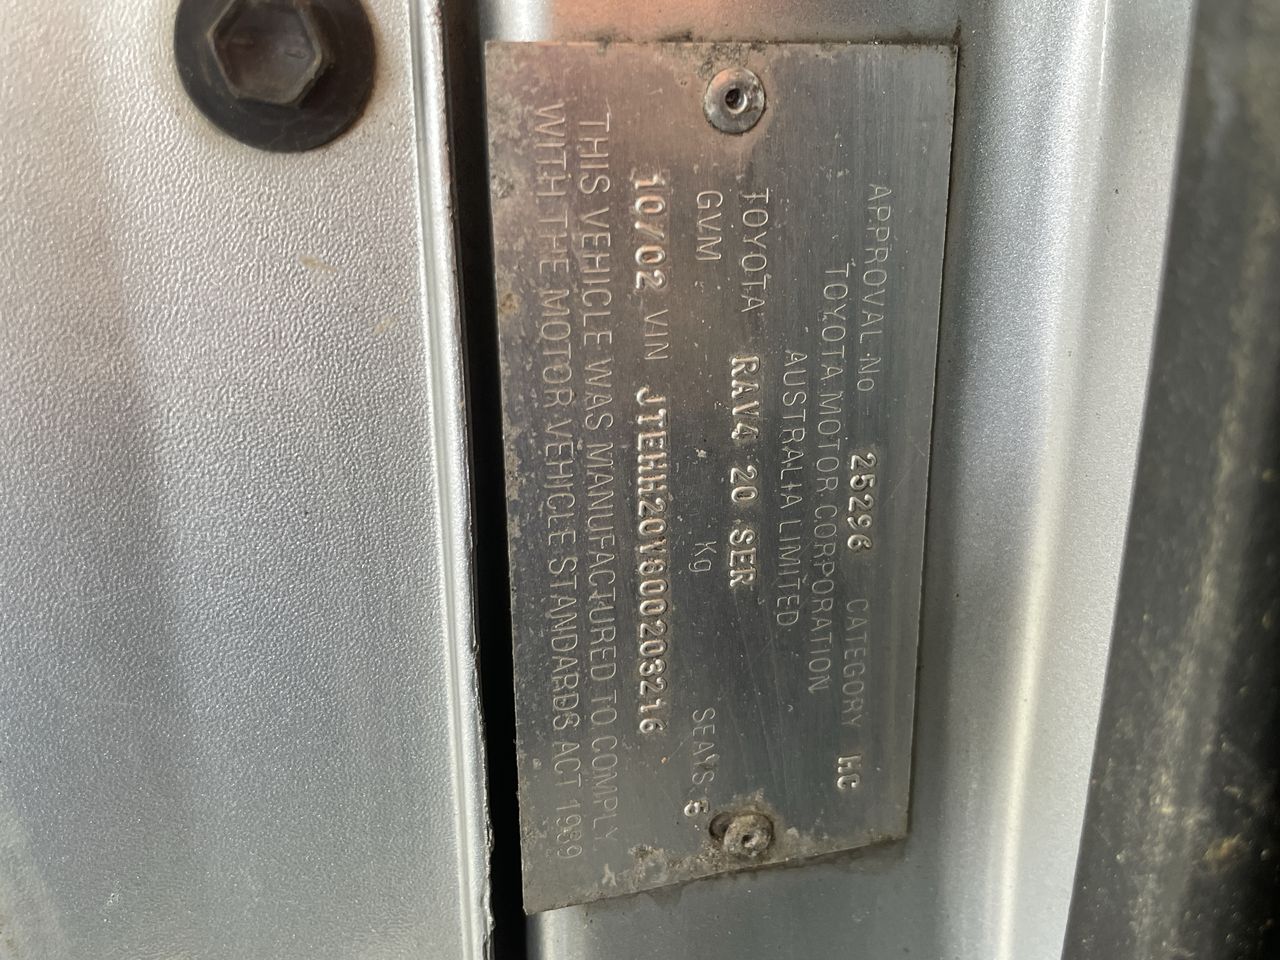 APPROVAL No 25296 CATEGORY MC
TOYOTA MOTOR CORPORATION
AUSTRALIA LIMITED
TOYOTA RAV4 20 SER
GVM Kg SEATS 5
10/02 VIN JTEHH20V600208216
THIS VEHICLE WAS MANUFACTURED TO COMPLY
WITH THE MOTOR VEHICLE STANDARDS ACT 1989